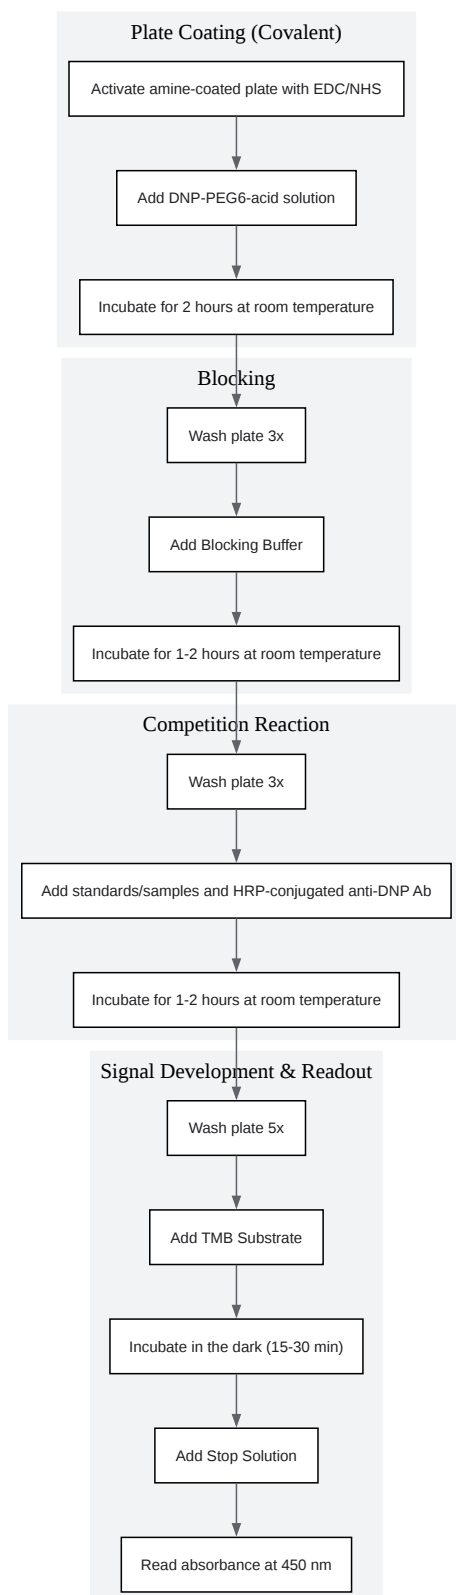 Plate Coating (Covalent)
Activate amine-coated plate with EDC/NHS
Add DNP-PEG6-acid solution
Incubate for 2 hours at room temperature
Blocking
Wash plate 3x
Add Blocking Buffer
Incubate for 1-2 hours at room temperature
Competition Reaction
Wash plate 3x
Add standards/samples and HRP-conjugated anti-DNP Ab
Incubate for 1-2 hours at room temperature
Signal Development & Readout
Wash plate 5x
Add TMB Substrate
Incubate in the dark (15-30 min)
Add Stop Solution
Read absorbance at 450 nm